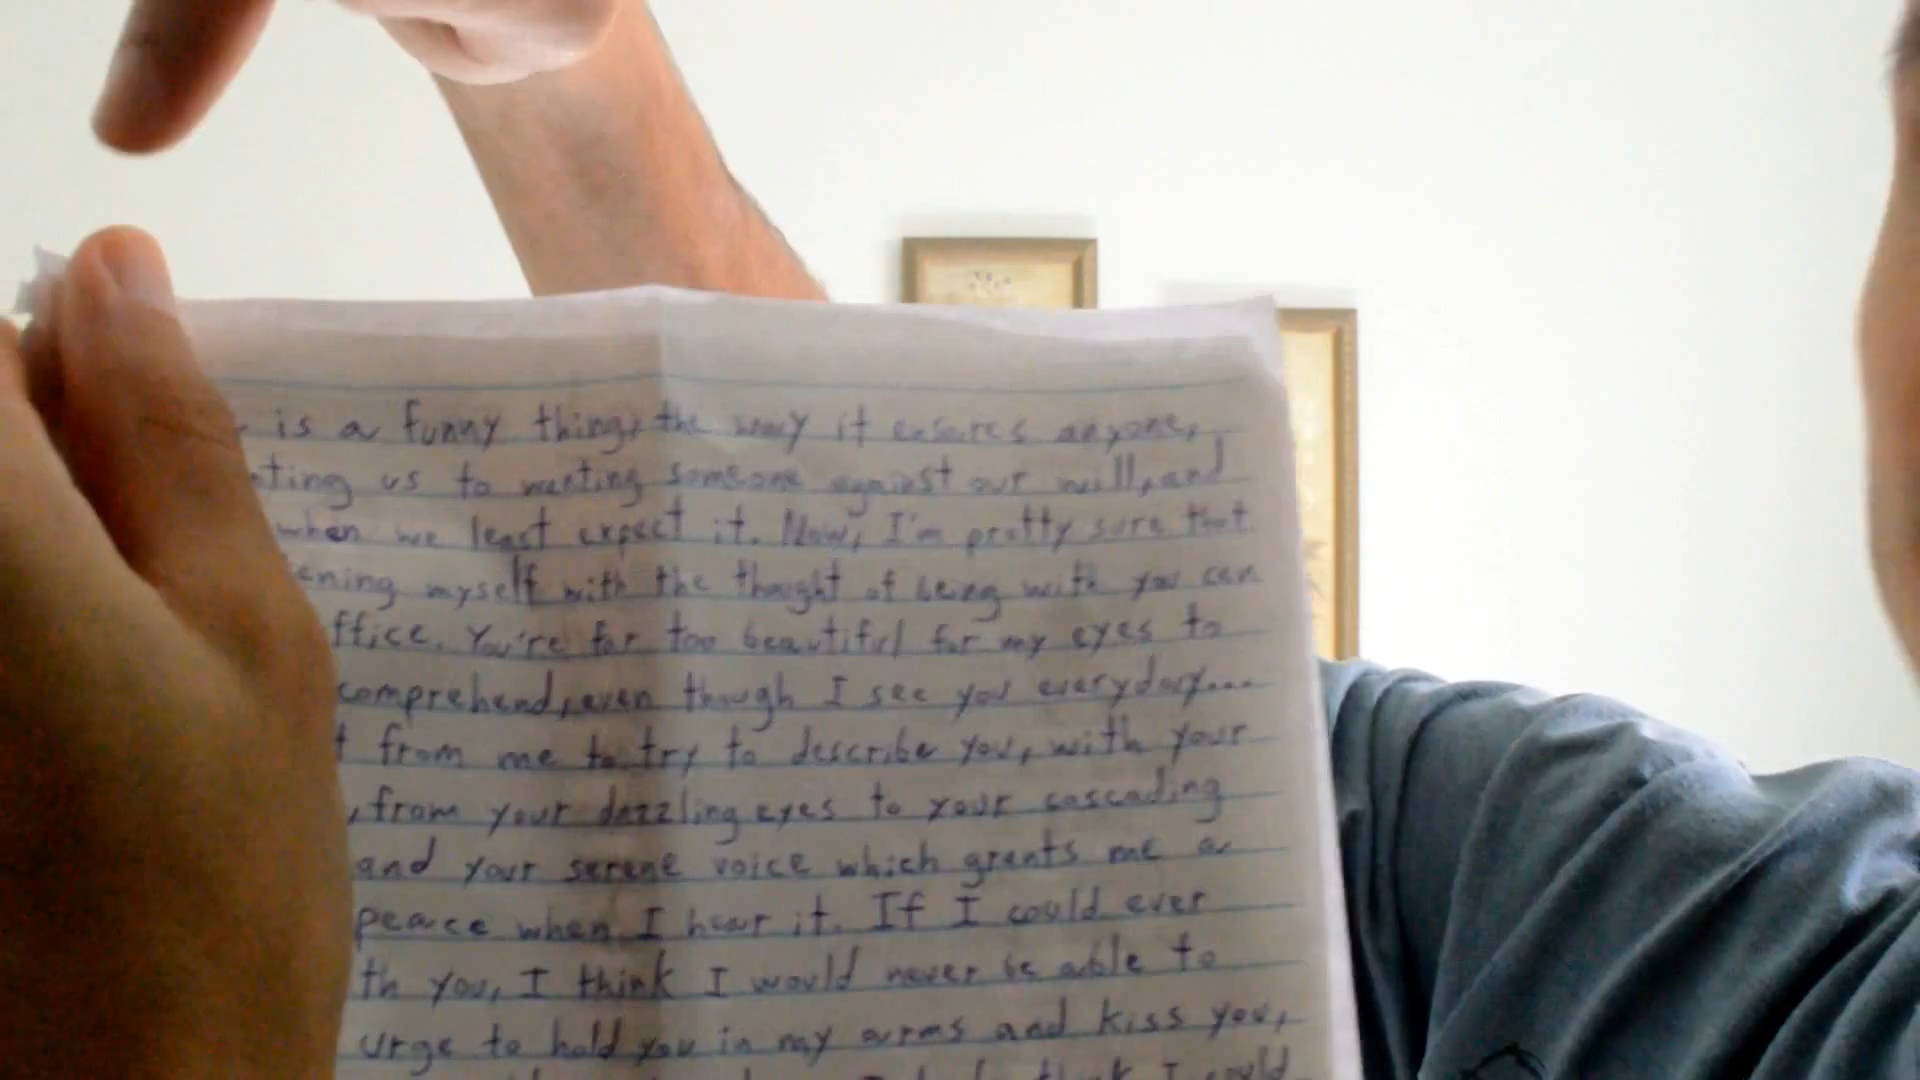 is a funny thing, the way it ensares anyone,
ting us to wanting someone against our will, and
when we least expect it. Now, I'm pretty sure that
ening myself with the thought of being with you can
ffice. You're far too beautiful for my eyes to
comprehend, even though I see you everyday...
t from me to try to describe you, with your
, from your dazzling eyes to your cascading
and your serene voice which grants me a
peace when I hear it. If I could ever
th you, I think I would never be able to
urge to hold you in my arms and kiss you,
think I could